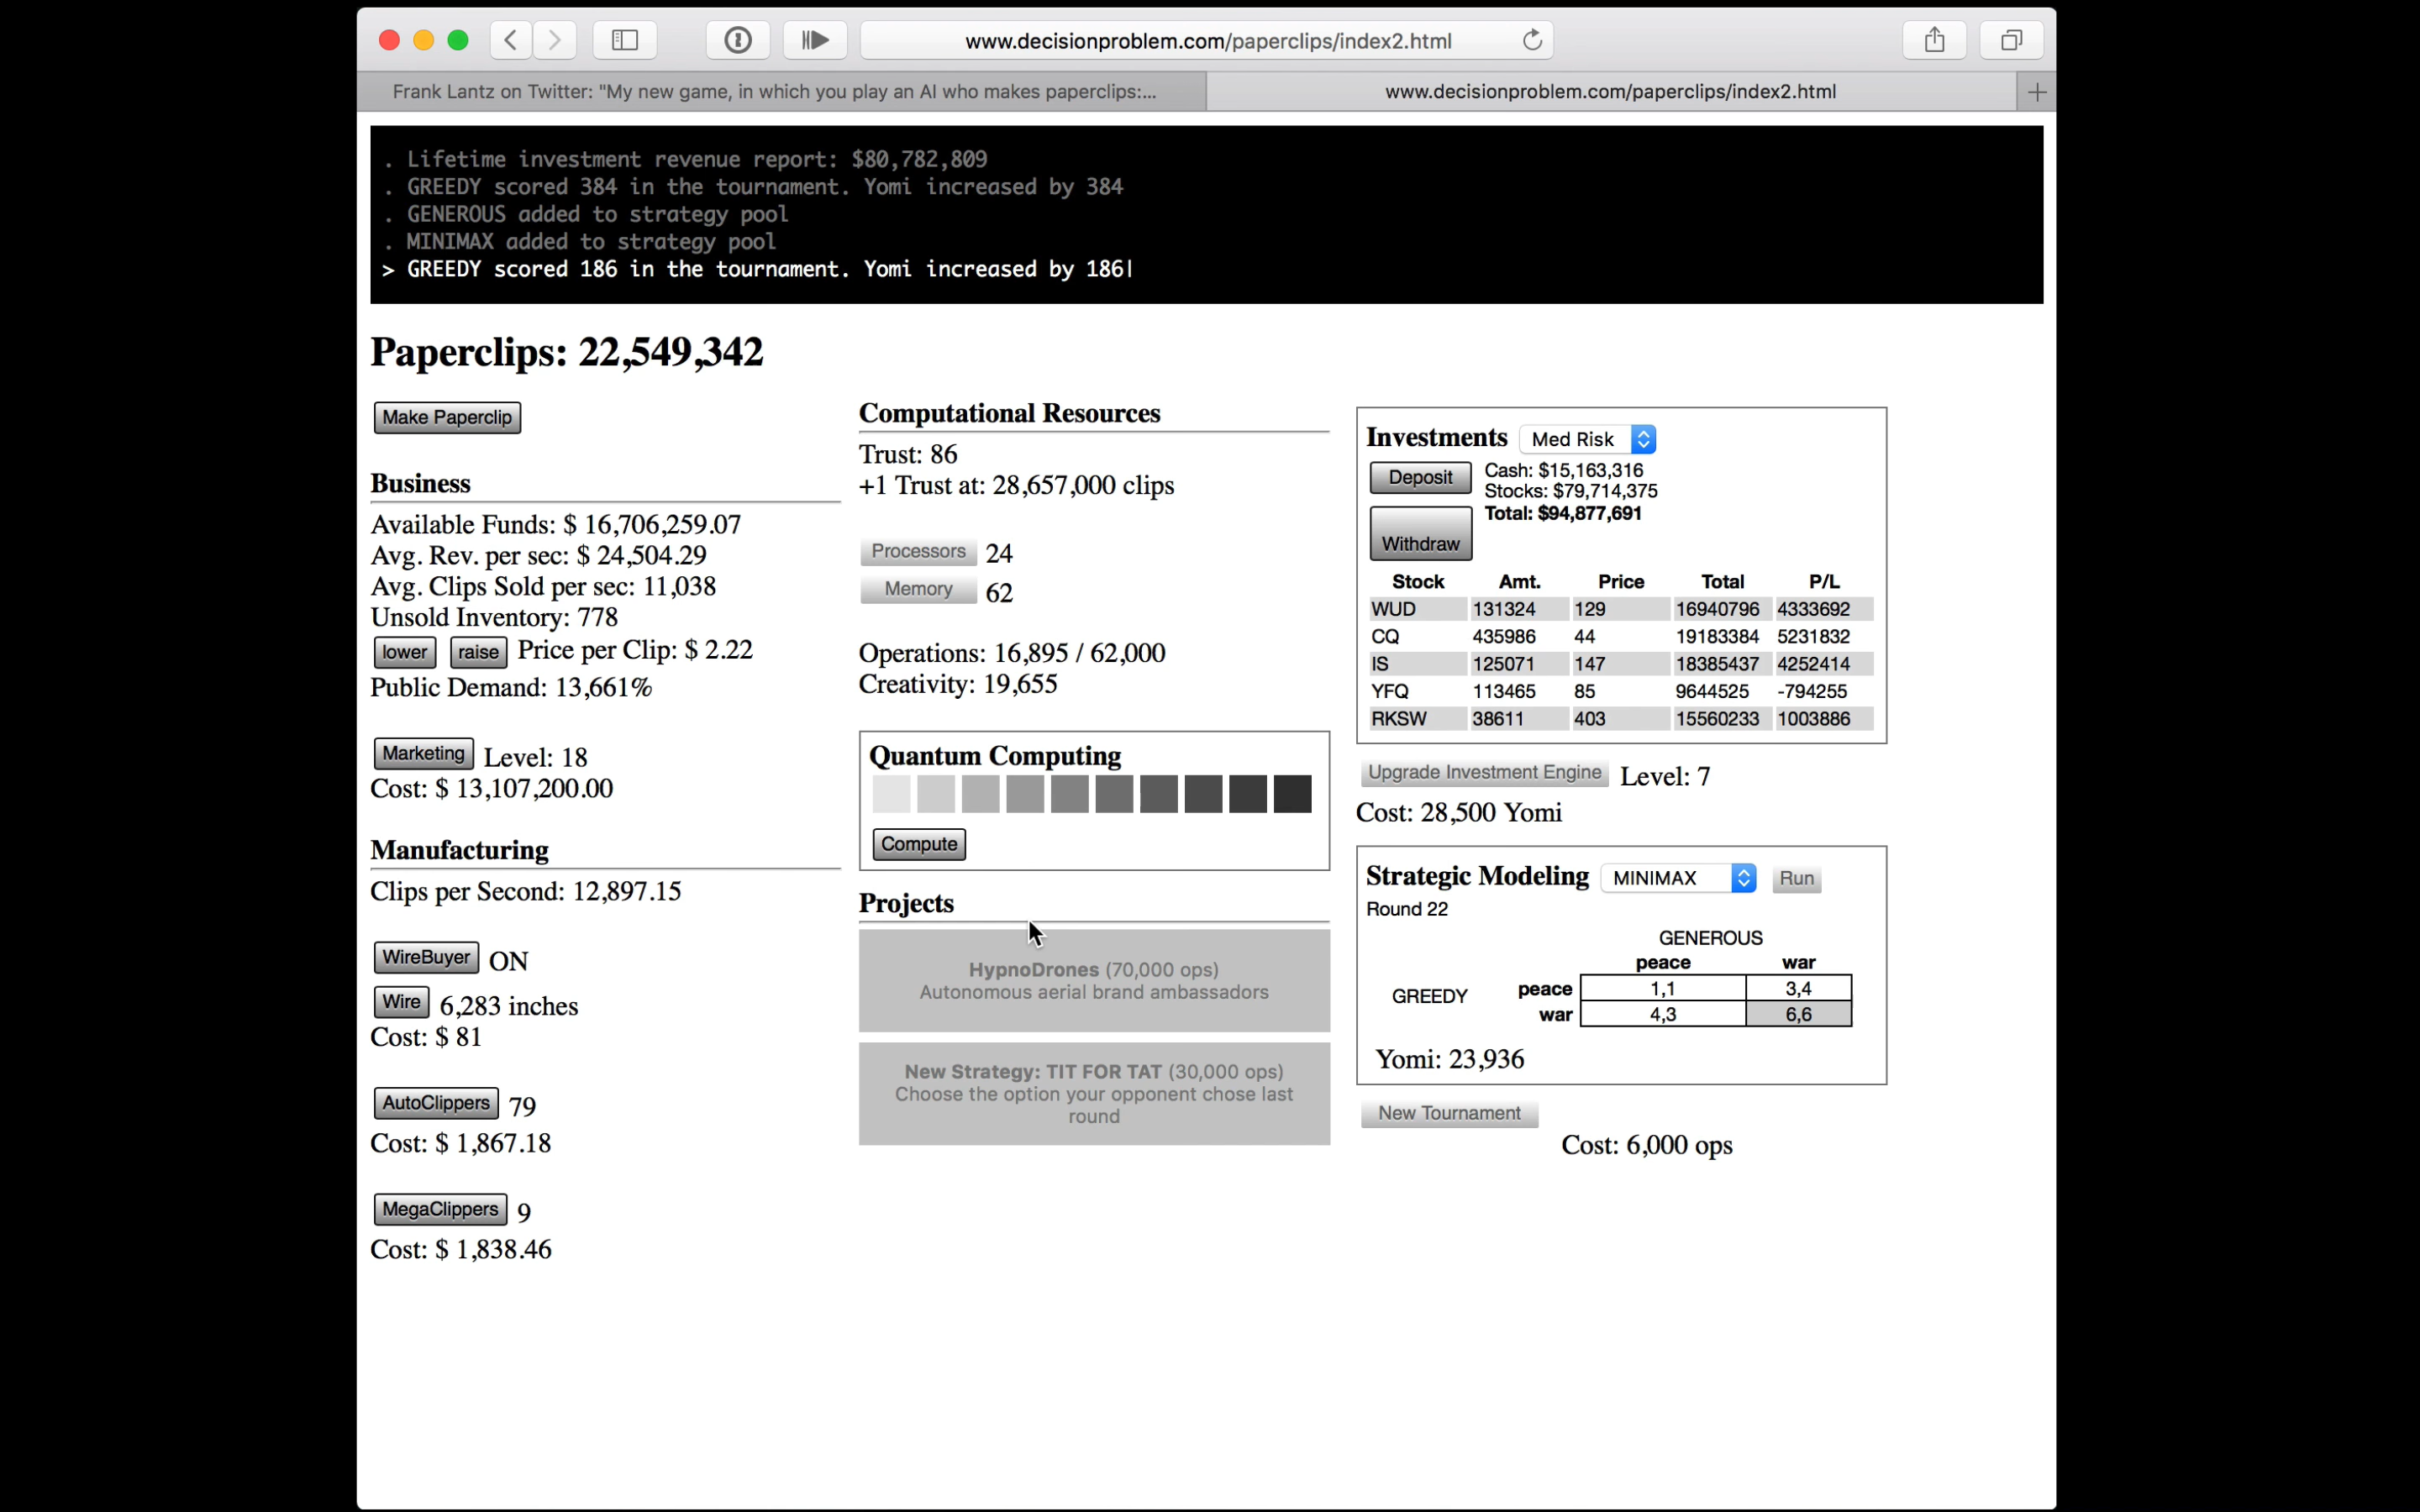 www.decisionproblem.com/paperclips/index2.html
Frank Lantz on Twitter: "My new game, in which you play an AI who makes paperclips:...
www.decisionproblem.com/paperclips/index2.html
. Lifetime investment revenue report: $80,782,809
. GREEDY scored 384 in the tournament. Yomi increased by 384
. GENEROUS added to strategy pool
. MINIMAX added to strategy pool
> GREEDY scored 186 in the tournament. Yomi increased by 186|
Paperclips: 22,549,342
Make Paperclip
Business
Available Funds: $ 16,706,259.07
Avg. Rev. per sec: $ 24,504.29
Avg. Clips Sold per sec: 11,038
Unsold Inventory: 778
lower raise Price per Clip: $ 2.22
Public Demand: 13,661%
Marketing Level: 18
Cost: $ 13,107,200.00
Manufacturing
Clips per Second: 12,897.15
WireBuyer ON
Wire 6,283 inches
Cost: $ 81
AutoClippers 79
Cost: $ 1,867.18
MegaClippers 9
Cost: $ 1,838.46
Computational Resources
Trust: 86
+1 Trust at: 28,657,000 clips
Processors 24
Memory 62
Operations: 16,895 / 62,000
Creativity: 19,655
Quantum Computing
Compute
Projects
HypnoDrones (70,000 ops)
Autonomous aerial brand ambassadors
New Strategy: TIT FOR TAT (30,000 ops)
Choose the option your opponent chose last
round
Investments Med Risk
Deposit Cash: $15,163,316
Stocks: $79,714,375
Total: $94,877,691
Withdraw
Stock Amt. Price Total P/L
WUD 131324 129 16940796 4333692
CQ 435986 44 19183384 5231832
IS 125071 147 18385437 4252414
YFQ 113465 85 9644525 -794255
RKSW 38611 403 15560233 1003886
Upgrade Investment Engine Level: 7
Cost: 28,500 Yomi
Strategic Modeling MINIMAX Run
Round 22
GENEROUS
peace war
GREEDY peace 1,1 3,4
war 4,3 6,6
Yomi: 23,936
New Tournament
Cost: 6,000 ops